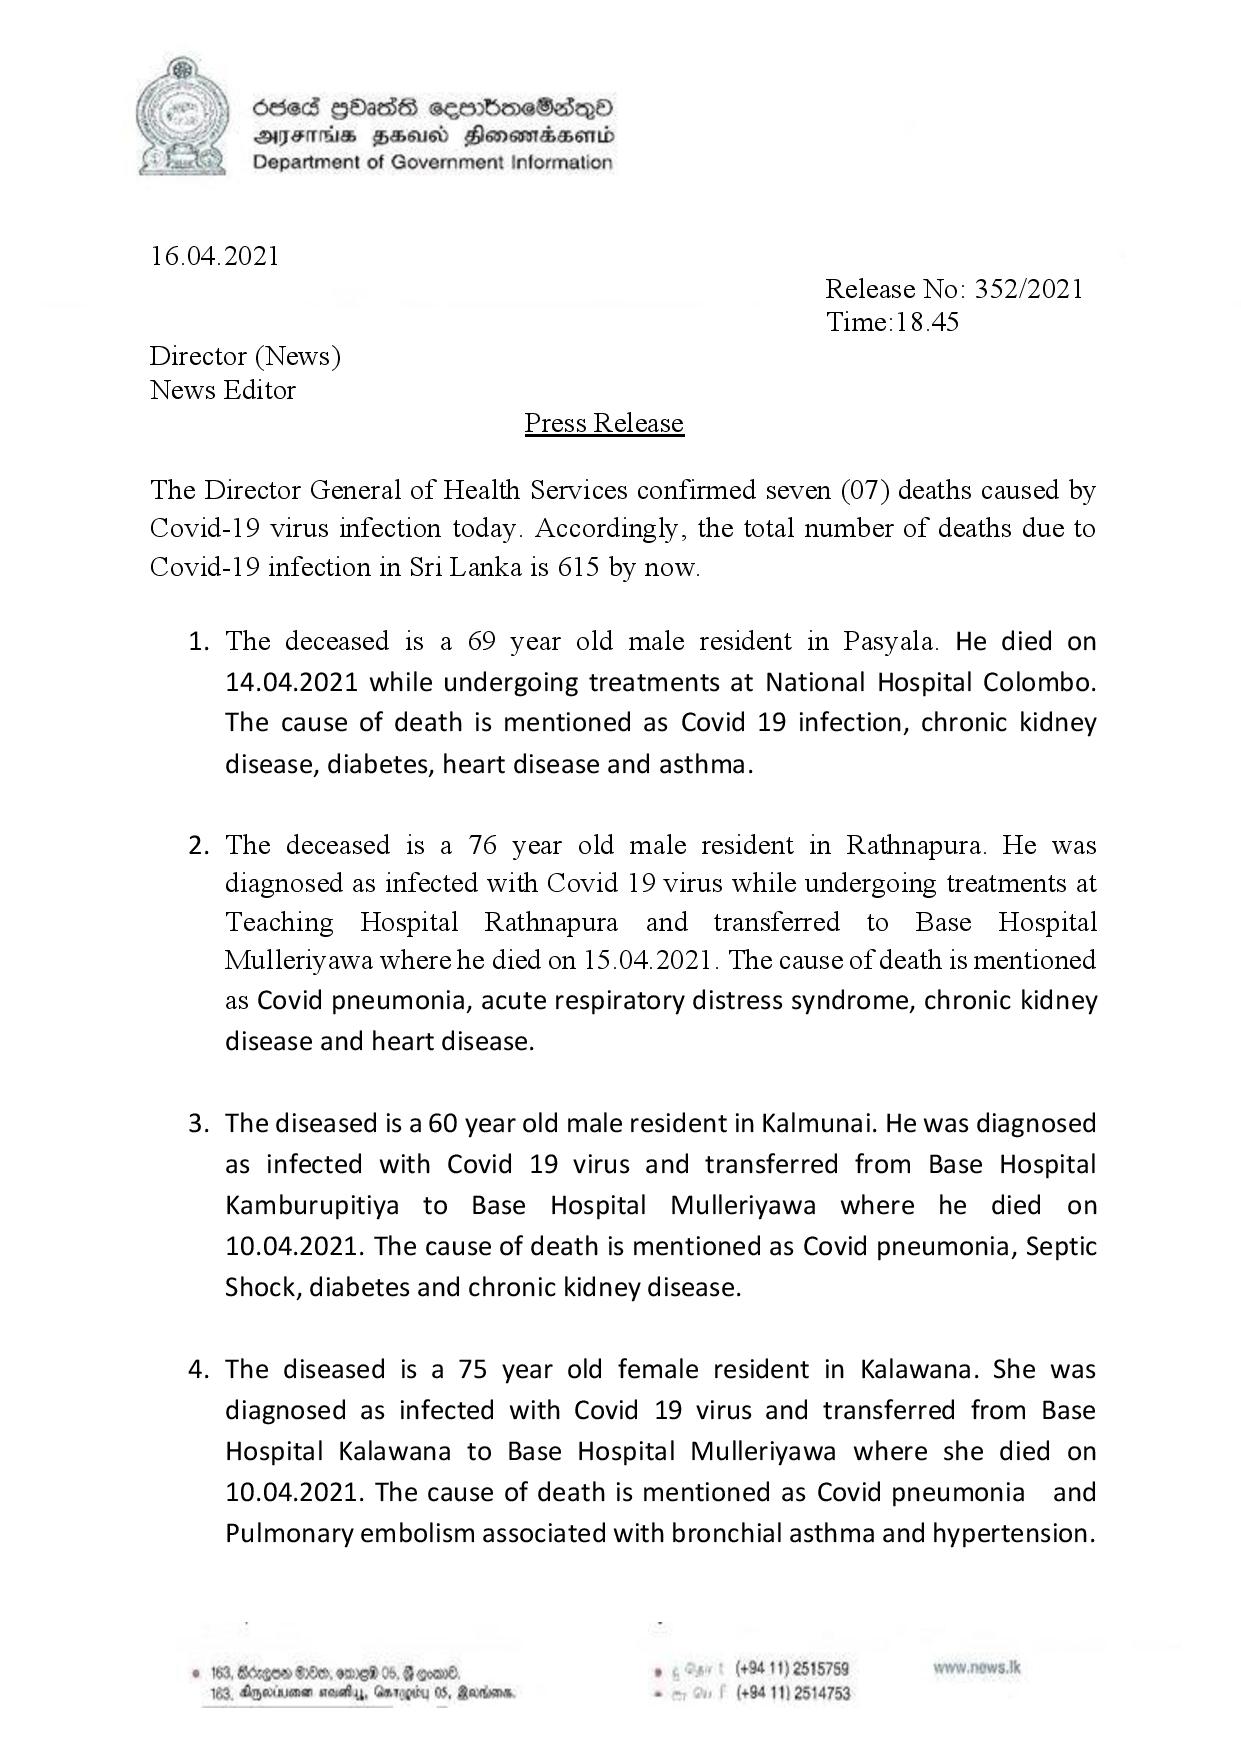 රජයේ ප්‍රවෘත්ති දෙපාර්තමේන්තුව
அரசாங்க தகவல் திணைக்களம்
Department of Government Information
16.04.2021
Release No: 352/2021
Time:18.45
Director (News)
News Editor
Press Release
The Director General of Health Services confirmed seven (07) deaths caused by
Covid-19 virus infection today. Accordingly, the total number of deaths due to
Covid-19 infection in Sri Lanka is 615 by now.
1. The deceased is a 69 year old male resident in Pasyala. He died on
14.04.2021 while undergoing treatments at National Hospital Colombo.
The cause of death is mentioned as Covid 19 infection, chronic kidney
disease, diabetes, heart disease and asthma.
2. The deceased is a 76 year old male resident in Rathnapura. He was
diagnosed as infected with Covid 19 virus while undergoing treatments at
Teaching Hospital Rathnapura and transferred to Base Hospital
Mulleriyawa where he died on 15.04.2021. The cause of death is mentioned
as Covid pneumonia, acute respiratory distress syndrome, chronic kidney
disease and heart disease.
3. The diseased is a 60 year old male resident in Kalmunai. He was diagnosed
as infected with Covid 19 virus and transferred from Base Hospital
Kamburupitiya to Base Hospital Mulleriyawa where he died on
10.04.2021. The cause of death is mentioned as Covid pneumonia, Septic
Shock, diabetes and chronic kidney disease.
4. The diseased is a 75 year old female resident in Kalawana. She was
diagnosed as infected with Covid 19 virus and transferred from Base
Hospital Kalawana to Base Hospital Mulleriyawa where she died on
10.04.2021. The cause of death is mentioned as Covid pneumonia and
Pulmonary embolism associated with bronchial asthma and hypertension.
163, කිරුලපන මාවත, කොළඹ 05, ශ්‍රී ලංකාව.
163, கிருலப்பனை எவனியூ, கொழும்பு 05, இலங்கை.
(+94 11) 2515759
(+94 11) 2514753
www.news.lk